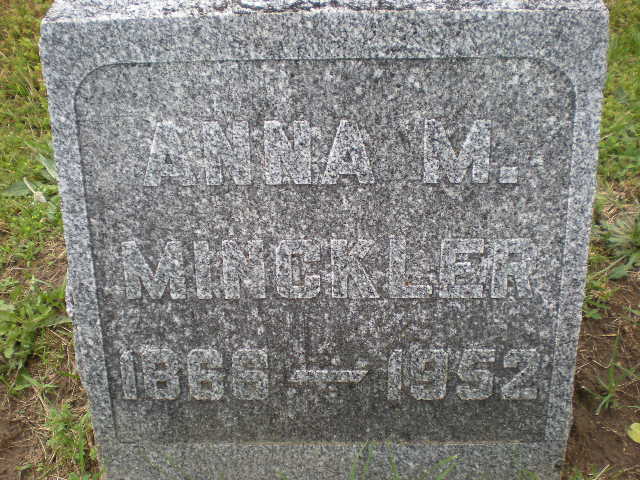 ANNA M.
MINCKLER
1868 — 1952